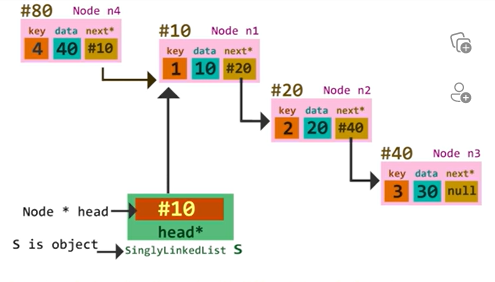 #80 Node n4
key data next*
4 40 #10
#10 Node n1
key data next*
1 10 #20
#20 Node n2
key data next*
2 20 #40
#40 Node n3
key data next*
3 30 null
Node * head
#10
head*
S is object
SinglyLinkedList S